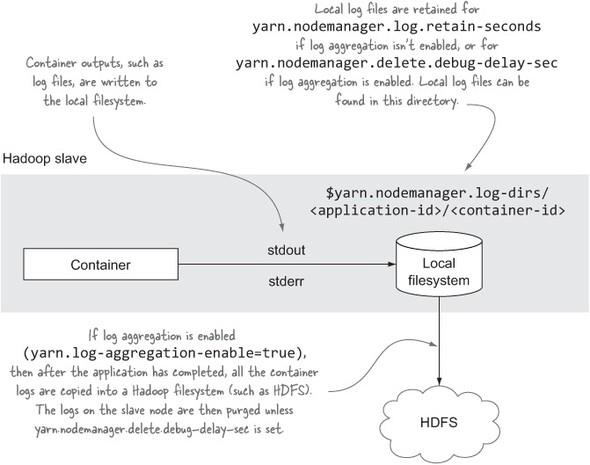 Local log files are retained for
yarn.nodemanager.log.retain-seconds
if log aggregation isn't enabled, or for
yarn.nodemanager.delete.debug-delay-sec
if log aggregation is enabled. Local log files can be
found in this directory.
Container outputs, such as
log files, are written to
the local filesystem.
Hadoop slave
$yarn.nodemanager.log-dirs/
<application-id>/<container-id>
Container
stdout
stderr
Local
filesystem
If log aggregation is enabled
(yarn.log-aggregation-enable=true),
then after the application has completed, all the container
logs are copied into a Hadoop filesystem (such as HDFS).
The logs on the slave node are then purged unless
yarn.nodemanager.delete.debug-delay-sec is set.
HDFS